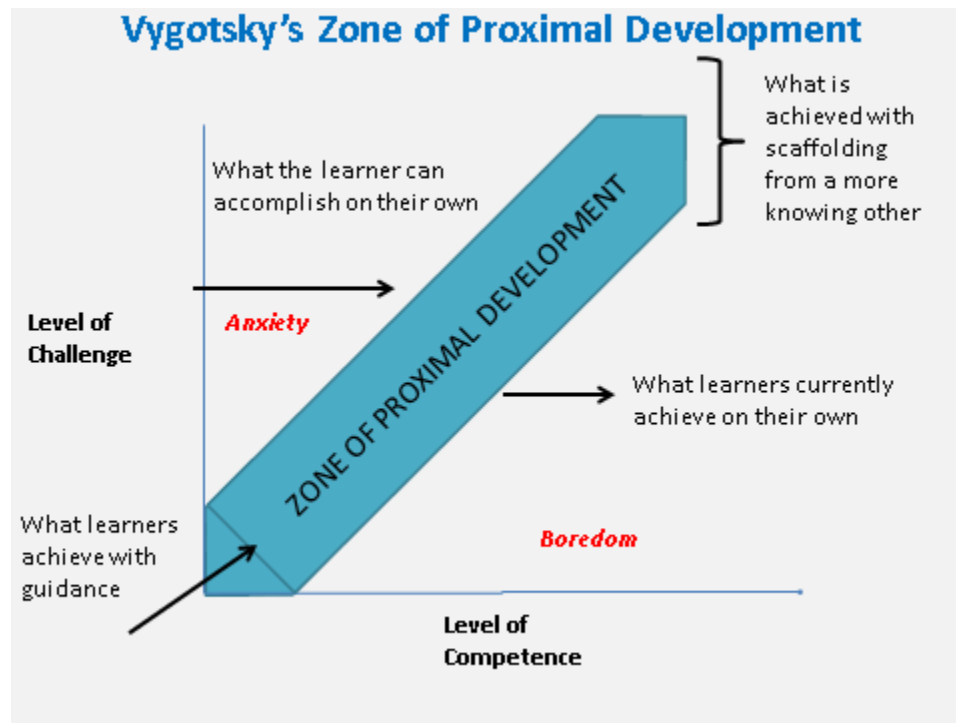 Vygotsky's Zone of Proximal Development
What is
achieved with
scaffolding
from a more
knowing other
What the learner can
accomplish on their own
ZONE OF PROXIMAL DEVELOPMENT
Level of
Challenge
Anxiety
What learners currently
achieve on their own
What learners
achieve with
guidance
Boredom
Level of
Competence